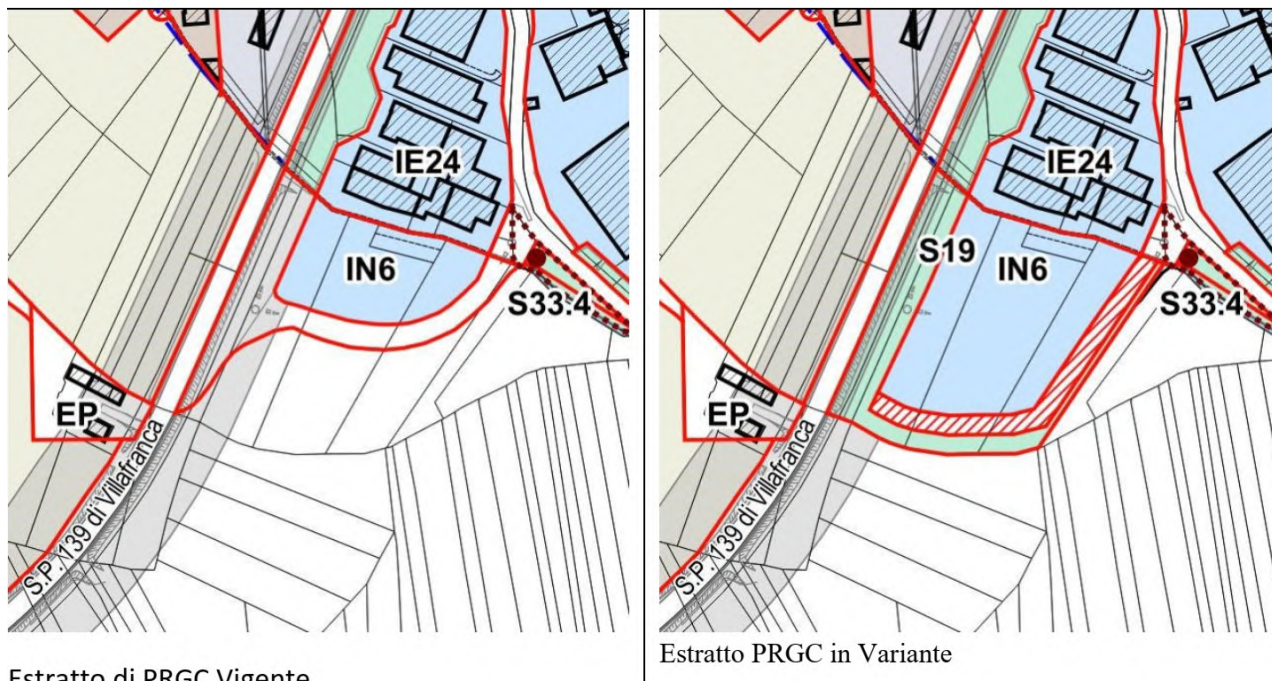 IE24
IN6
S33.4
EP
S.P. 139 di Villafranca
Estratto di PRGC Vigente
IE24
S19
IN6
S33.4
EP
S.P. 139 di Villafranca
Estratto PRGC in Variante